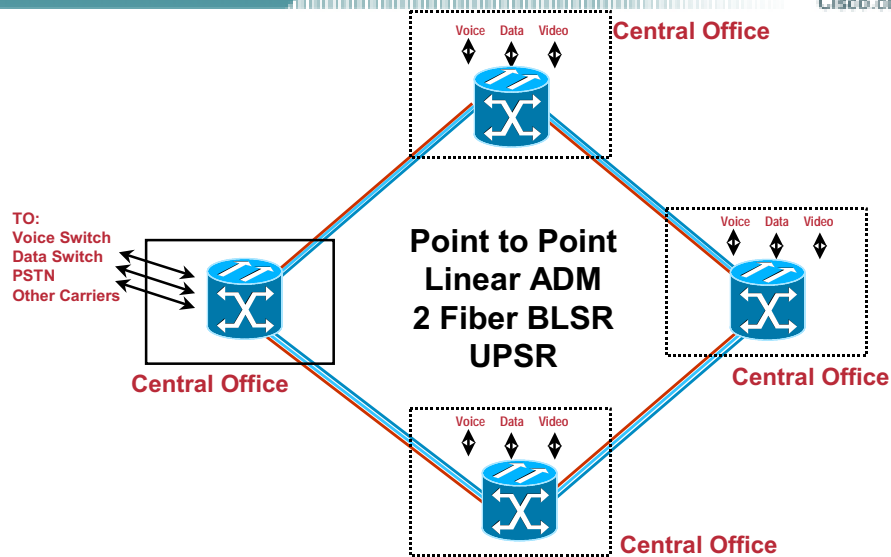 Voice Data Video
Central Office
TO:
Voice Switch
Data Switch
PSTN
Other Carriers
Central Office
Point to Point
Linear ADM
2 Fiber BLSR
UPSR
Voice Data Video
Central Office
Voice Data Video
Central Office